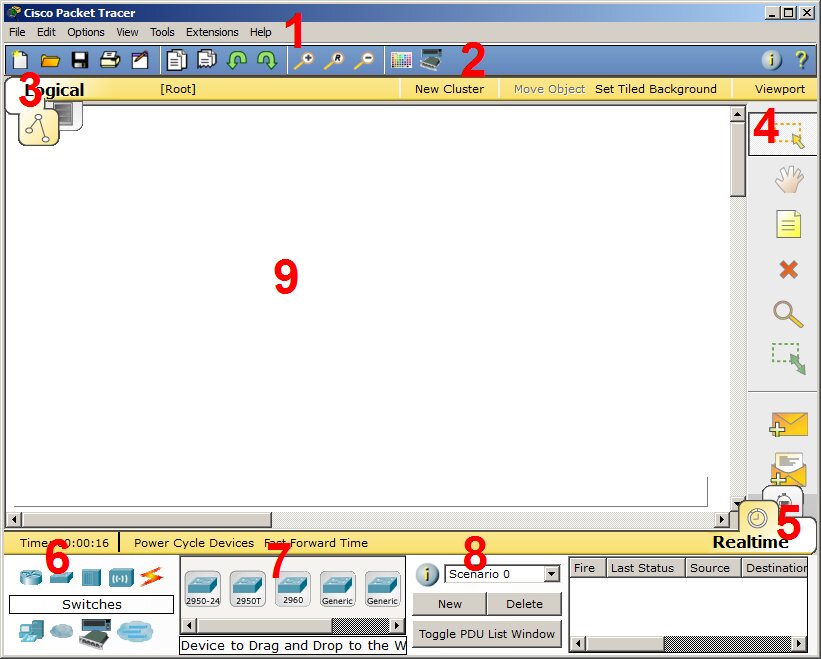 Cisco Packet Tracer
File Edit Options View Tools Extensions Help
1
2
3
Logical [Root] New Cluster Move Object Set Tiled Background Viewport
4
9
5
Time: 0:00:16 Power Cycle Devices Fast Forward Time Realtime
6
7
8
Scenario 0
Fire Last Status Source Destination
2950-24 2950T 2960 Generic Generic
New Delete
Switches
Toggle PDU List Window
Device to Drag and Drop to the W